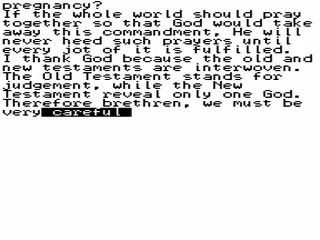 pregnancy?
If the whole world should pray
together so that God would take
away this commandment, He will
never heed such prayers until
every jot of it is fulfilled.
I thank God because the old and
new testaments are interwoven.
The Old Testament stands for
judgement, while the New
Testament reveal only one God.
Therefore brethren, we must be
very careful